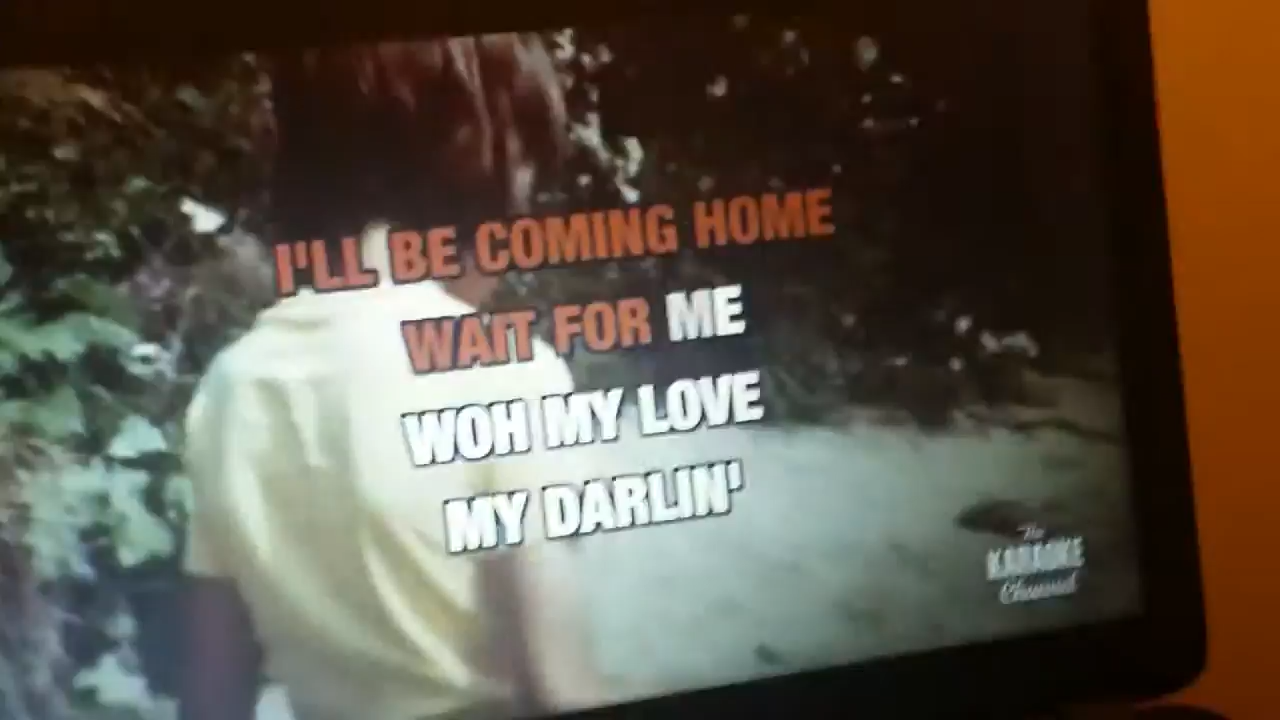 I'LL BE COMING HOME
WAIT FOR ME
WOH MY LOVE
MY DARLIN'
The
KARAOKE
Channel